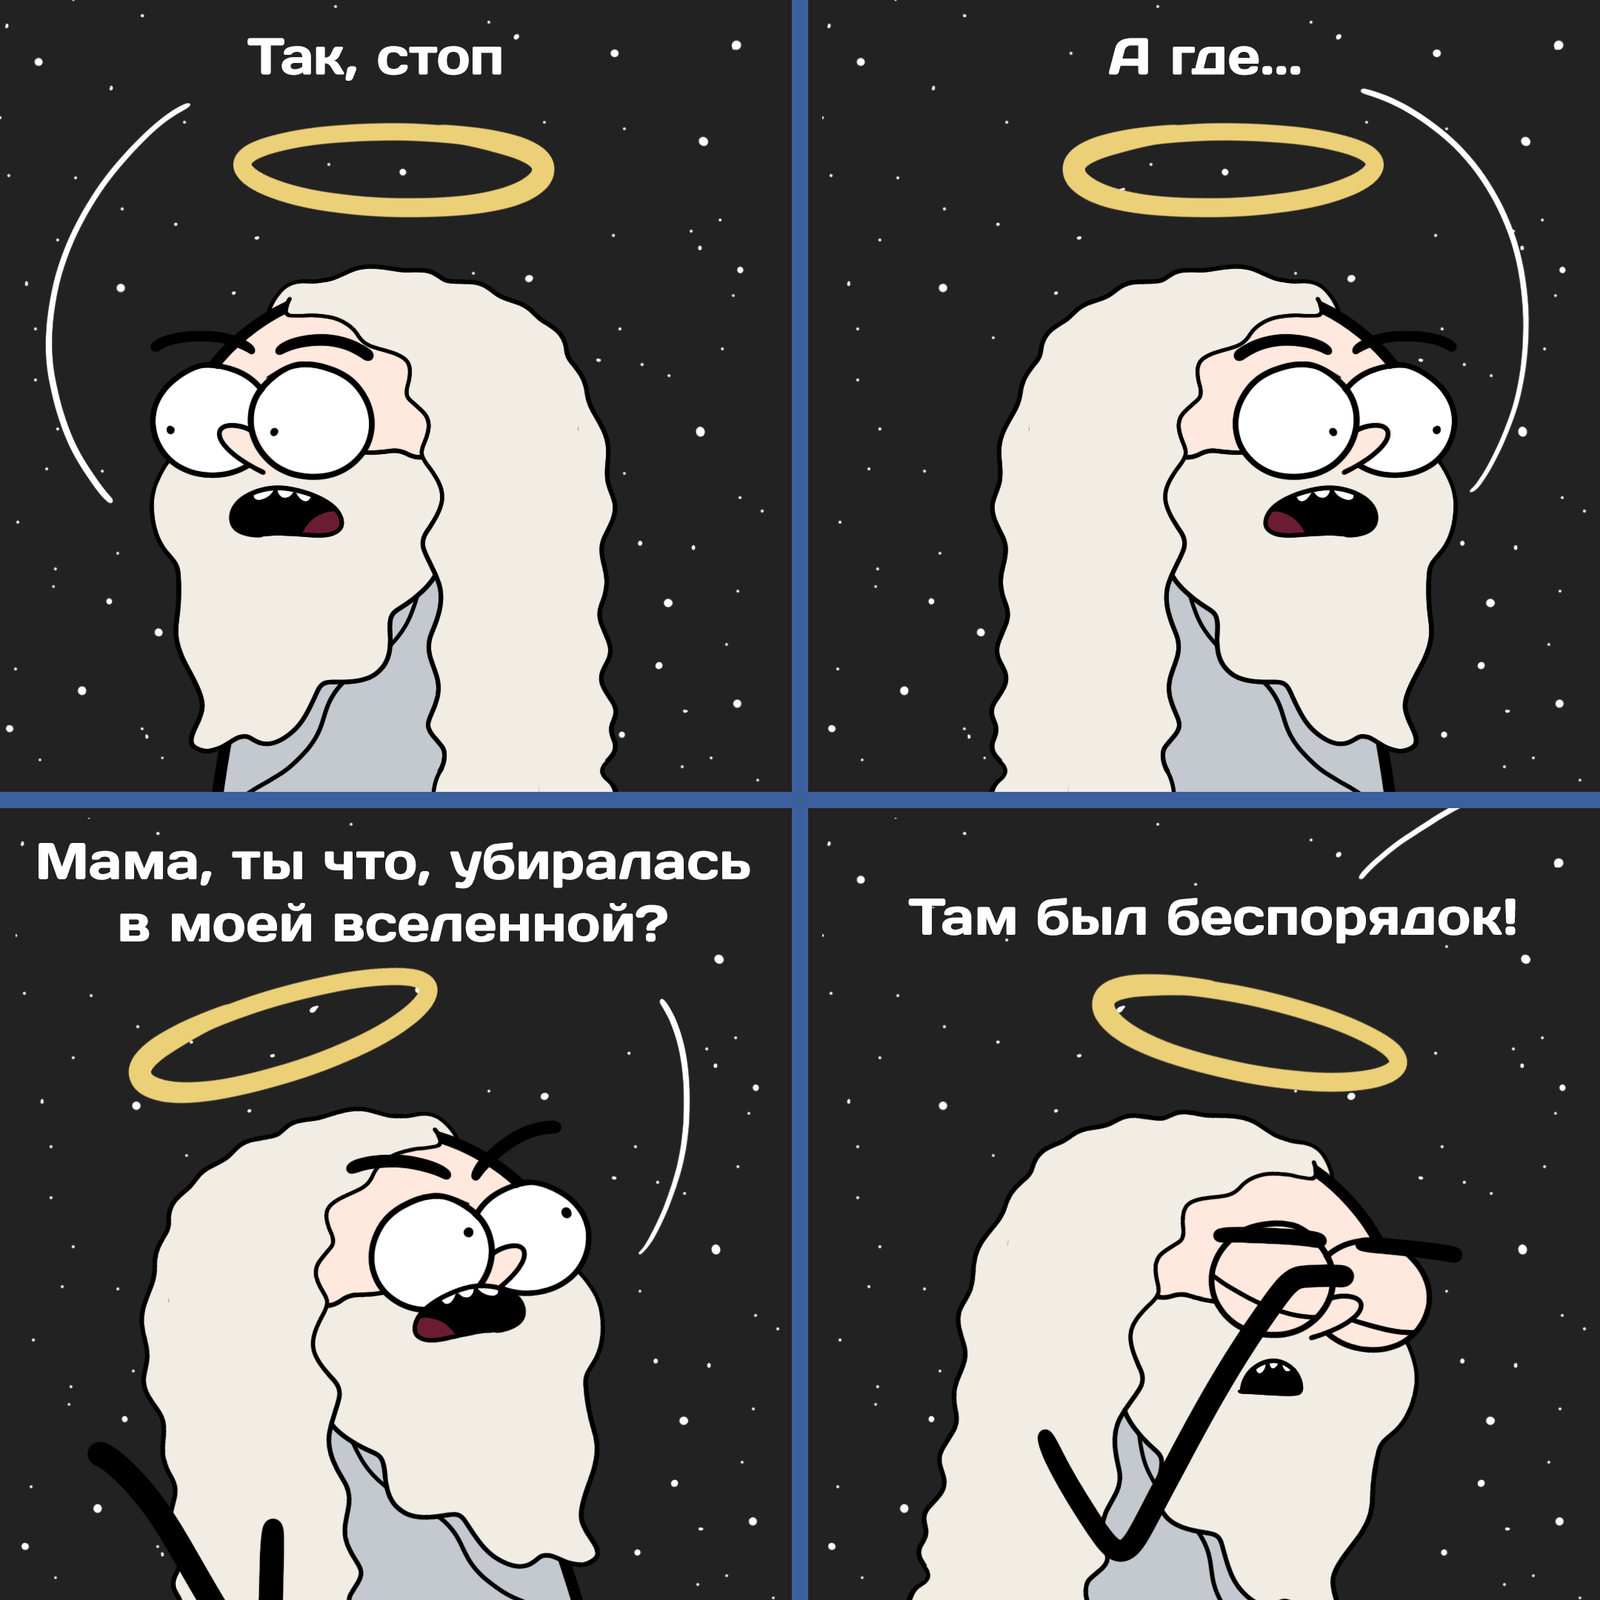 Так, стоп
А где...
Мама, ты что, убиралась
в моей вселенной?
Там был беспорядок!